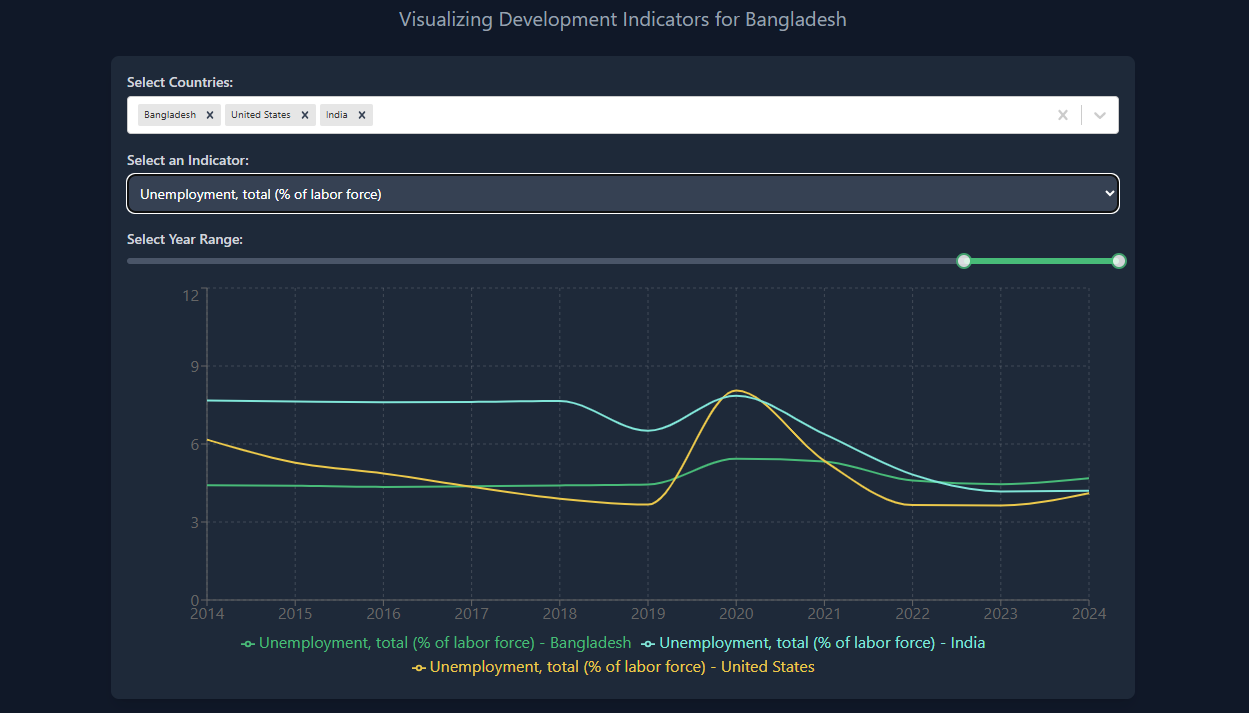 Visualizing Development Indicators for Bangladesh
Select Countries:
Bangladesh United States India
Select an Indicator:
Unemployment, total (% of labor force)
Select Year Range:
12
9
6
3
0
2014 2015 2016 2017 2018 2019 2020 2021 2022 2023 2024
Unemployment, total (% of labor force) - Bangladesh Unemployment, total (% of labor force) - India
Unemployment, total (% of labor force) - United States